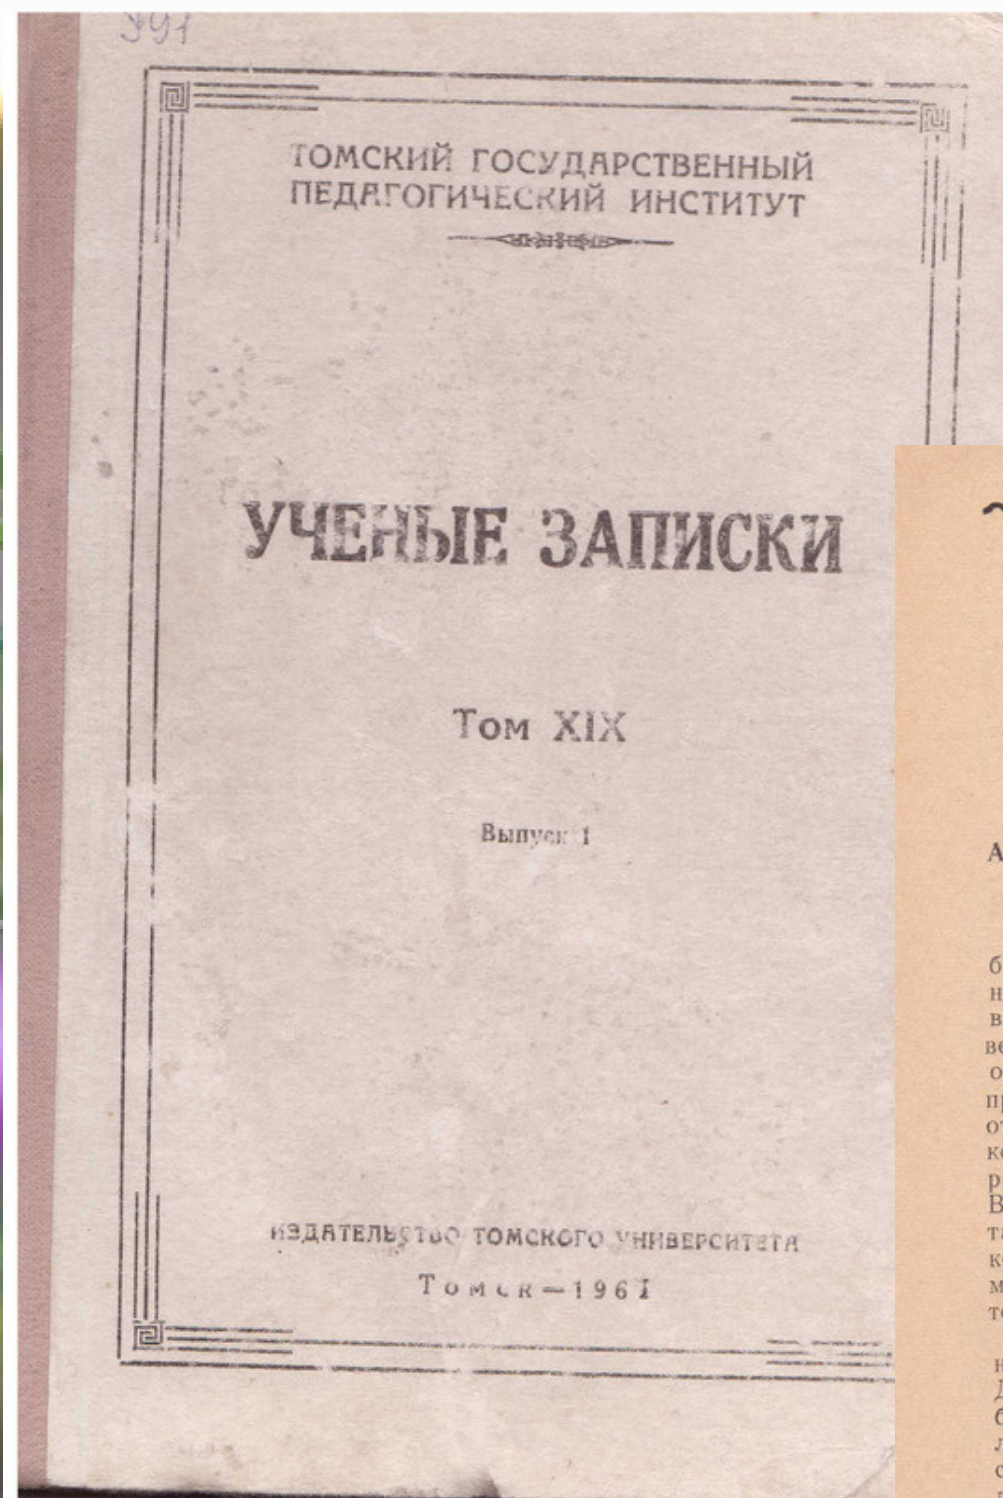 ТОМСКИЙ ГОСУДАРСТВЕННЫЙ
ПЕДАГОГИЧЕСКИЙ ИНСТИТУТ
УЧЕНЫЕ ЗАПИСКИ
Том XIX
Выпуск 1
ИЗДАТЕЛЬСТВО ТОМСКОГО УНИВЕРСИТЕТА
Томск — 1961